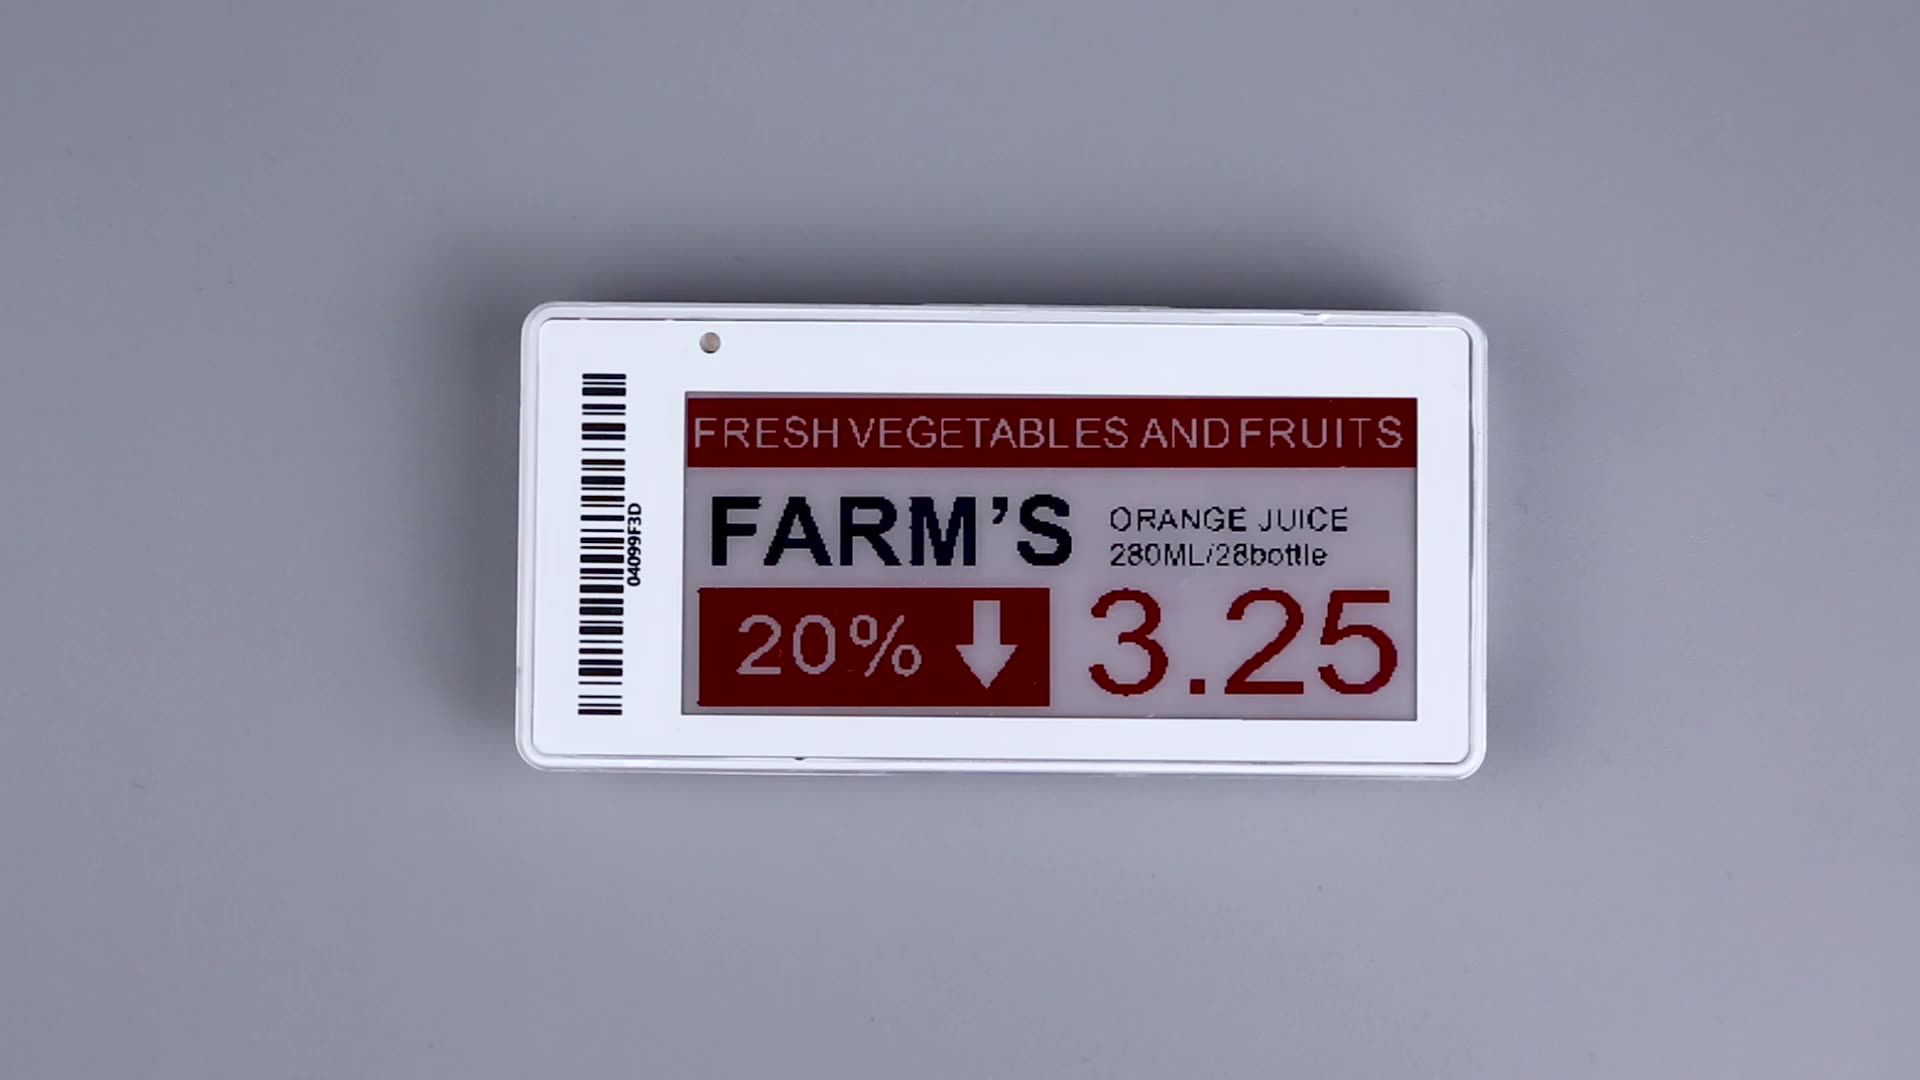 04099F3D
FRESH VEGETABLES AND FRUITS
FARM'S
ORANGE JUICE
280ML/28bottle
20%
3.25